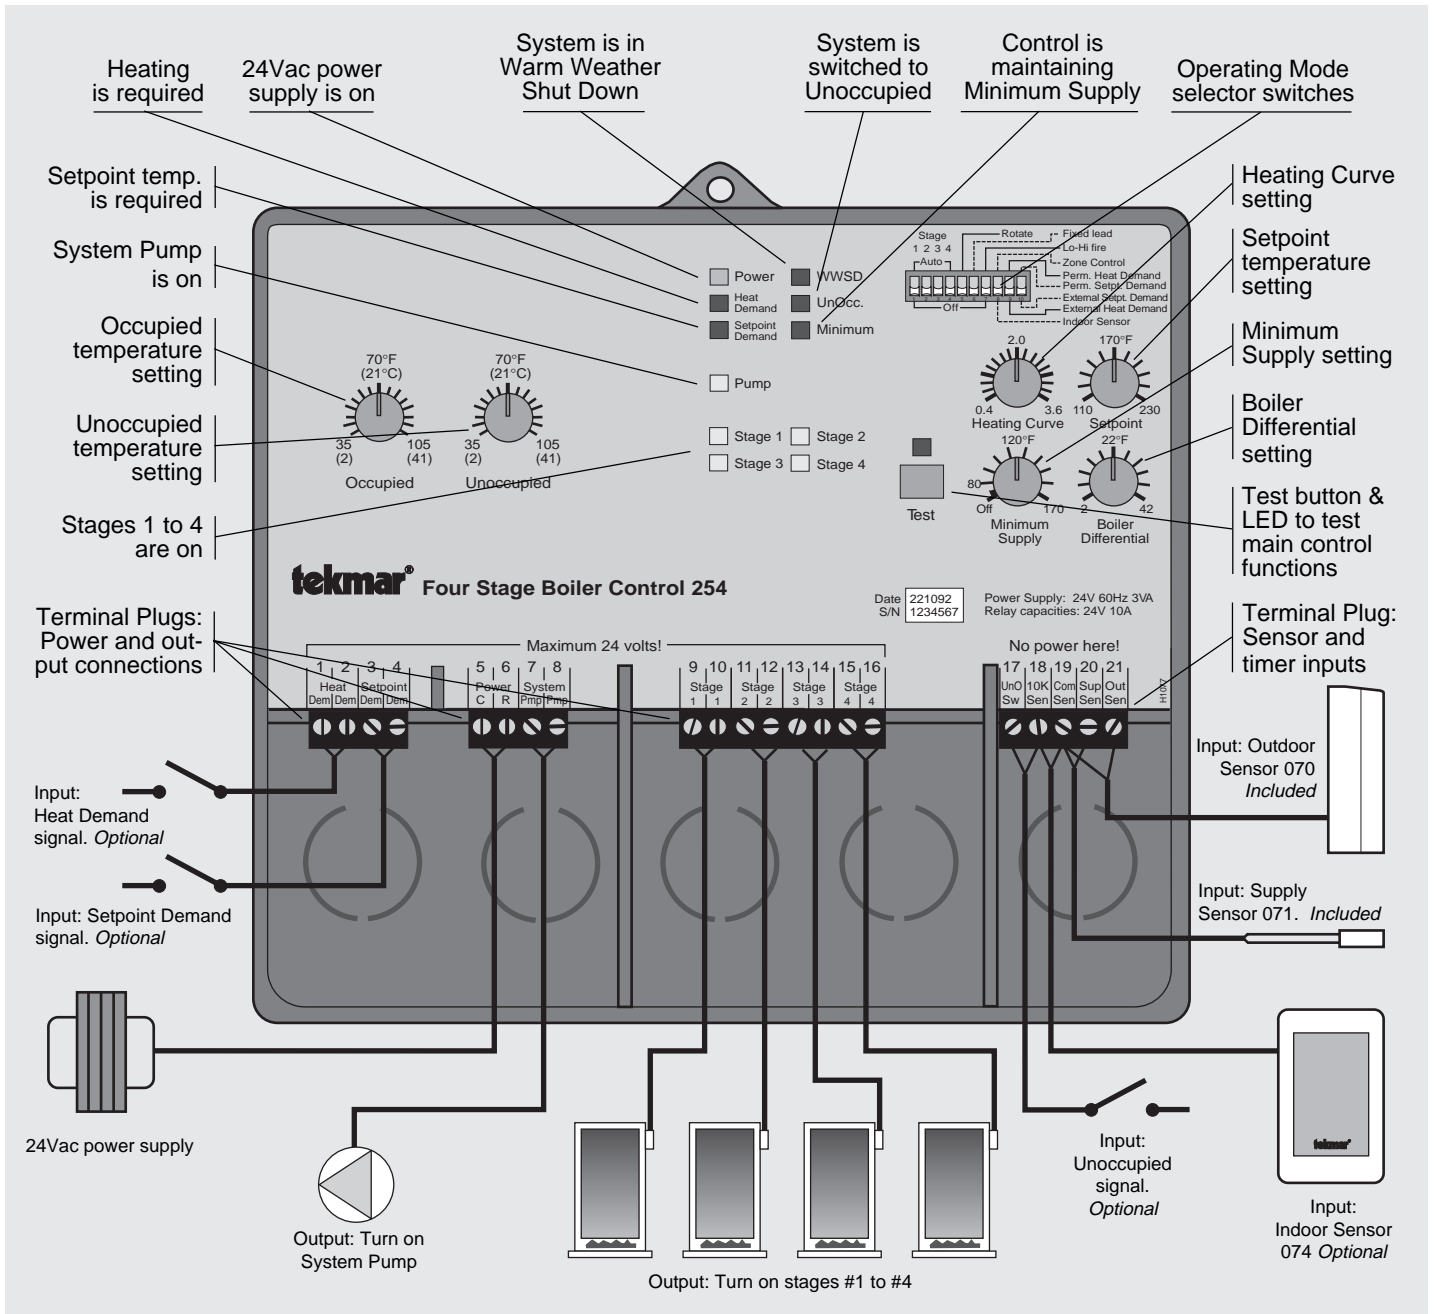 Heating
is required
24Vac power
supply is on
System is in
Warm Weather
Shut Down
System is
switched to
Unoccupied
Control is
maintaining
Minimum Supply
Operating Mode
selector switches
Setpoint temp.
is required
System Pump
is on
Occupied
temperature
setting
Unoccupied
temperature
setting
Stages 1 to 4
are on
Terminal Plugs:
Power and out-
put connections
Heating Curve
setting
Setpoint
temperature
setting
Minimum
Supply setting
Boiler
Differential
setting
Test button &
LED to test
main control
functions
Terminal Plug:
Sensor and
timer inputs
Power
WWSD
Heat
Demand
UnOcc.
Setpoint
Demand
Minimum
Pump
Stage 1
Stage 2
Stage 3
Stage 4
Stage
1 2 3 4
Auto
Off
Rotate
Fixed lead
Lo-Hi fire
Zone Control
Perm. Heat Demand
Perm. Setpt. Demand
External Setpt. Demand
External Heat Demand
Indoor Sensor
1 2 3 4 5 6 7 8 9 10
70°F
(21°C)
35
(2)
105
(41)
Occupied
70°F
(21°C)
35
(2)
105
(41)
Unoccupied
2.0
0.4
3.6
Heating Curve
170°F
110
230
Setpoint
120°F
80
Off
170
Minimum
Supply
22°F
2
42
Boiler
Differential
Test
tekmar® Four Stage Boiler Control 254
Date 221092
S/N 1234567
Power Supply: 24V 60Hz 3VA
Relay capacities: 24V 10A
Maximum 24 volts!
No power here!
1 2 3 4
Heat Setpoint
Dem Dem Dem Dem
5 6 7 8
Power System
C R Pmp Pmp
9 10 11 12 13 14 15 16
Stage Stage Stage Stage
1 1 2 2 3 3 4 4
17 18 19 20 21
UnO 10K Com Sup Out
Sw Sen Sen Sen Sen
H1077
Input:
Heat Demand
signal. Optional
Input: Setpoint Demand
signal. Optional
24Vac power supply
Output: Turn on
System Pump
Output: Turn on stages #1 to #4
Input: Outdoor
Sensor 070
Included
Input: Supply
Sensor 071. Included
Input:
Unoccupied
signal.
Optional
tekmar®
Input:
Indoor Sensor
074 Optional